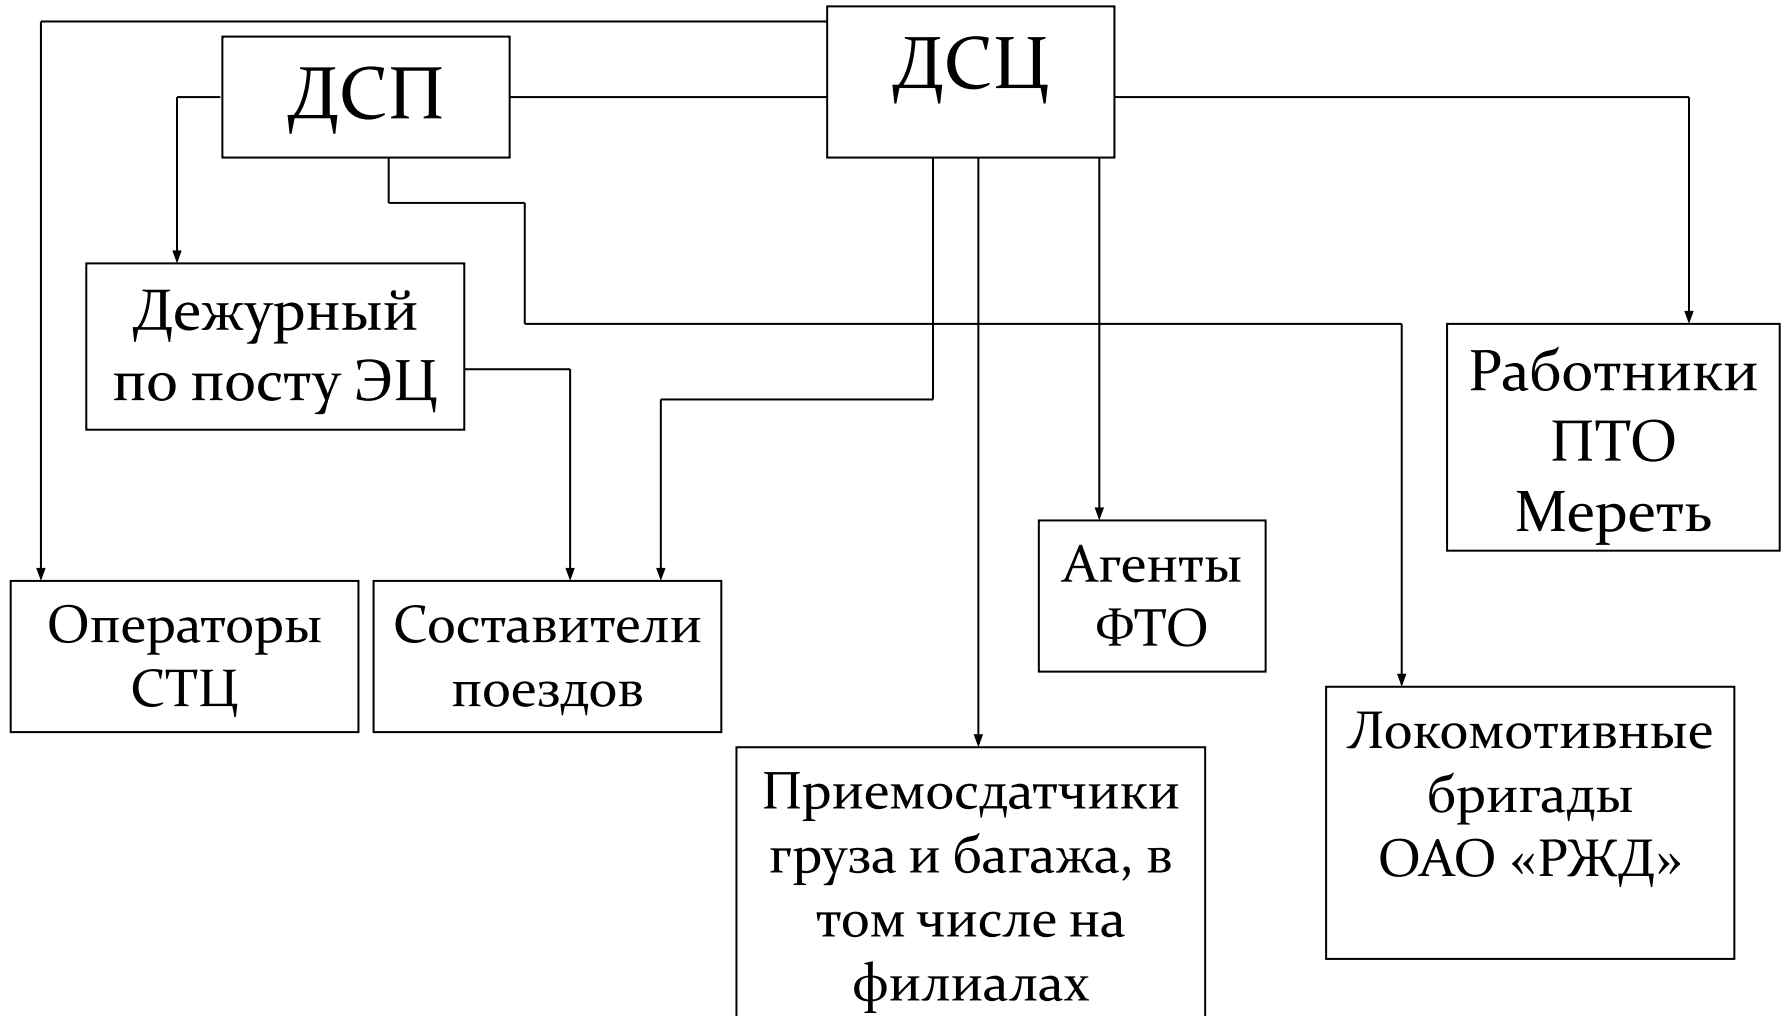 ДСЦ
ДСП
Дежурный
по посту ЭЦ
Работники
ПТО
Мереть
Агенты
ФТО
Операторы
СТЦ
Составители
поездов
Локомотивные
бригады
ОАО «РЖД»
Приемосдатчики
груза и багажа, в
том числе на
филиалах